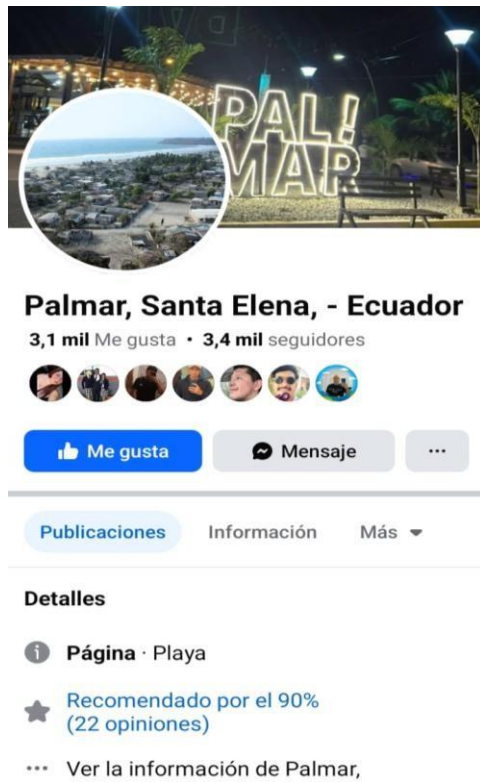 PAL!
MAR
Palmar, Santa Elena, - Ecuador
3,1 mil Me gusta • 3,4 mil seguidores
Me gusta
Mensaje
...
Publicaciones
Información
Más
Detalles
Página · Playa
Recomendado por el 90%
(22 opiniones)
Ver la información de Palmar,